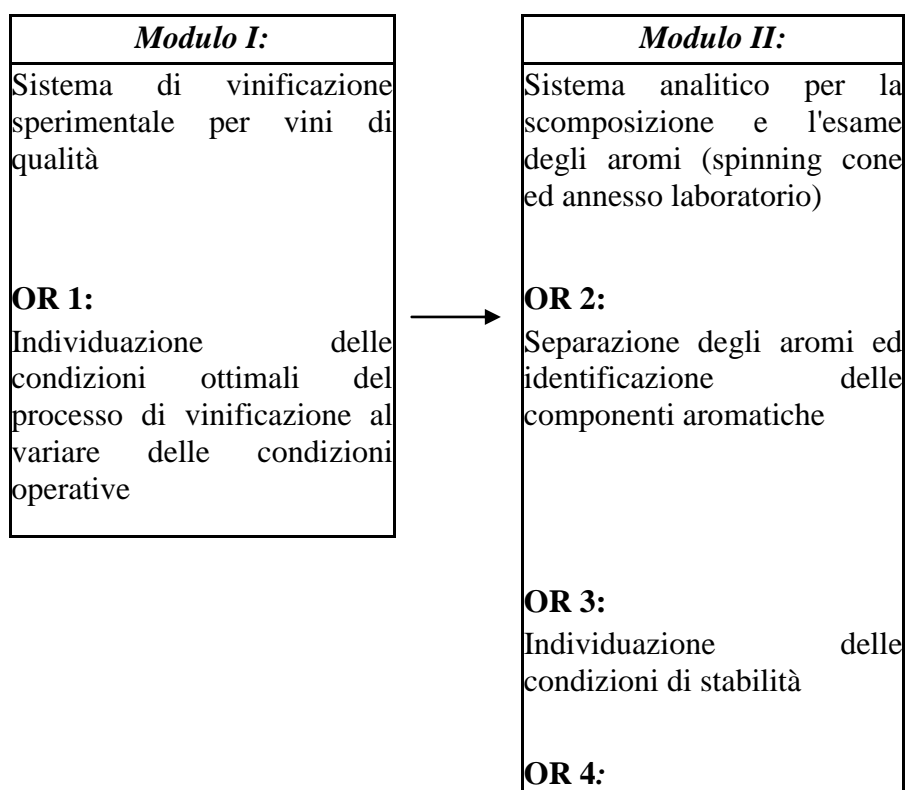 Modulo I:
Sistema di vinificazione
sperimentale per vini di
qualità
OR 1:
Individuazione delle
condizioni ottimali del
processo di vinificazione al
variare delle condizioni
operative
Modulo II:
Sistema analitico per la
scomposizione e l'esame
degli aromi (spinning cone
ed annesso laboratorio)
OR 2:
Separazione degli aromi ed
identificazione delle
componenti aromatiche
OR 3:
Individuazione delle
condizioni di stabilità
OR 4: